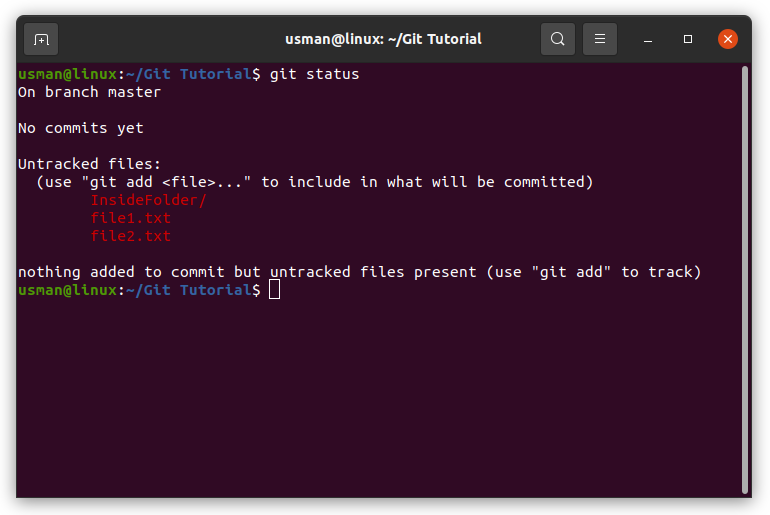 usman@linux: ~/Git Tutorial
usman@linux:~/Git Tutorial$ git status
On branch master
No commits yet
Untracked files:
(use "git add <file>..." to include in what will be committed)
InsideFolder/
file1.txt
file2.txt
nothing added to commit but untracked files present (use "git add" to track)
usman@linux:~/Git Tutorial$